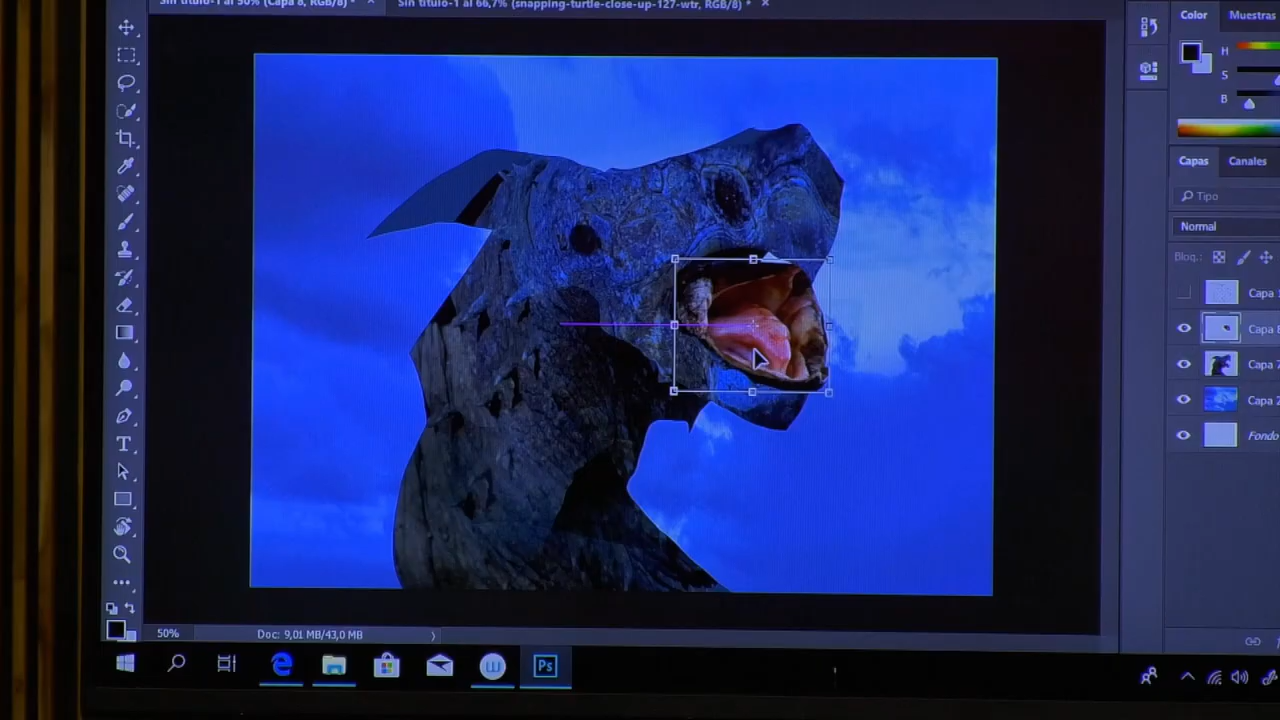 Sin título-1 al 50% (Capa 8, RGB/8) * ×
Sin título-1 al 66,7% (snapping-turtle-close-up-127-wtr, RGB/8) * ×
Color Muestras
H
S
B
Capas Canales
Tipo
Normal
Bloq.:
Capa
Capa 8
Capa
Capa 2
Fondo
50% Doc: 9,01 MB/43,0 MB
Ps